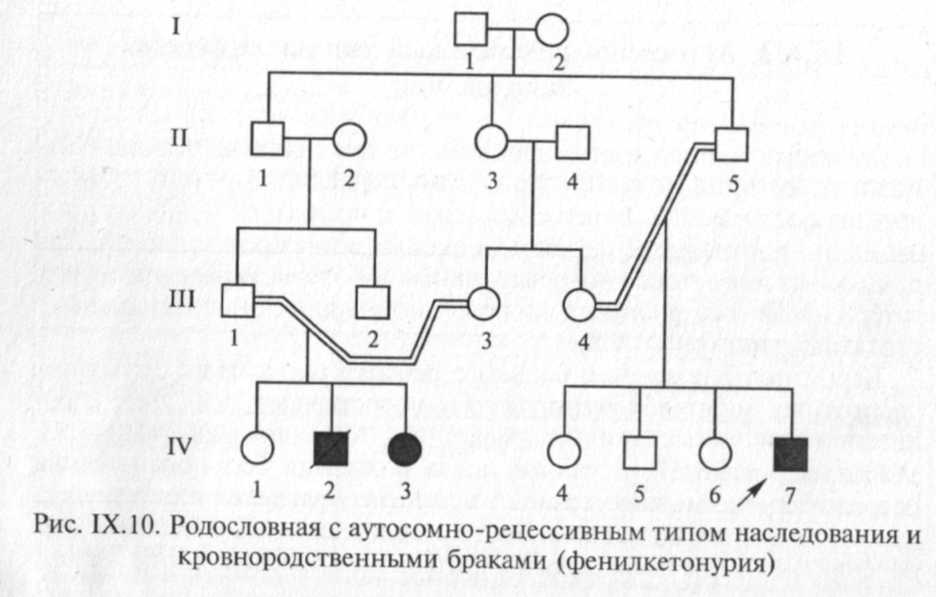 I
1 2
II
1 2 3 4 5
III
1 2 3 4
IV
1 2 3 4 5 6 7
Рис. IX.10. Родословная с аутосомно-рецессивным типом наследования и
кровнородственными браками (фенилкетонурия)